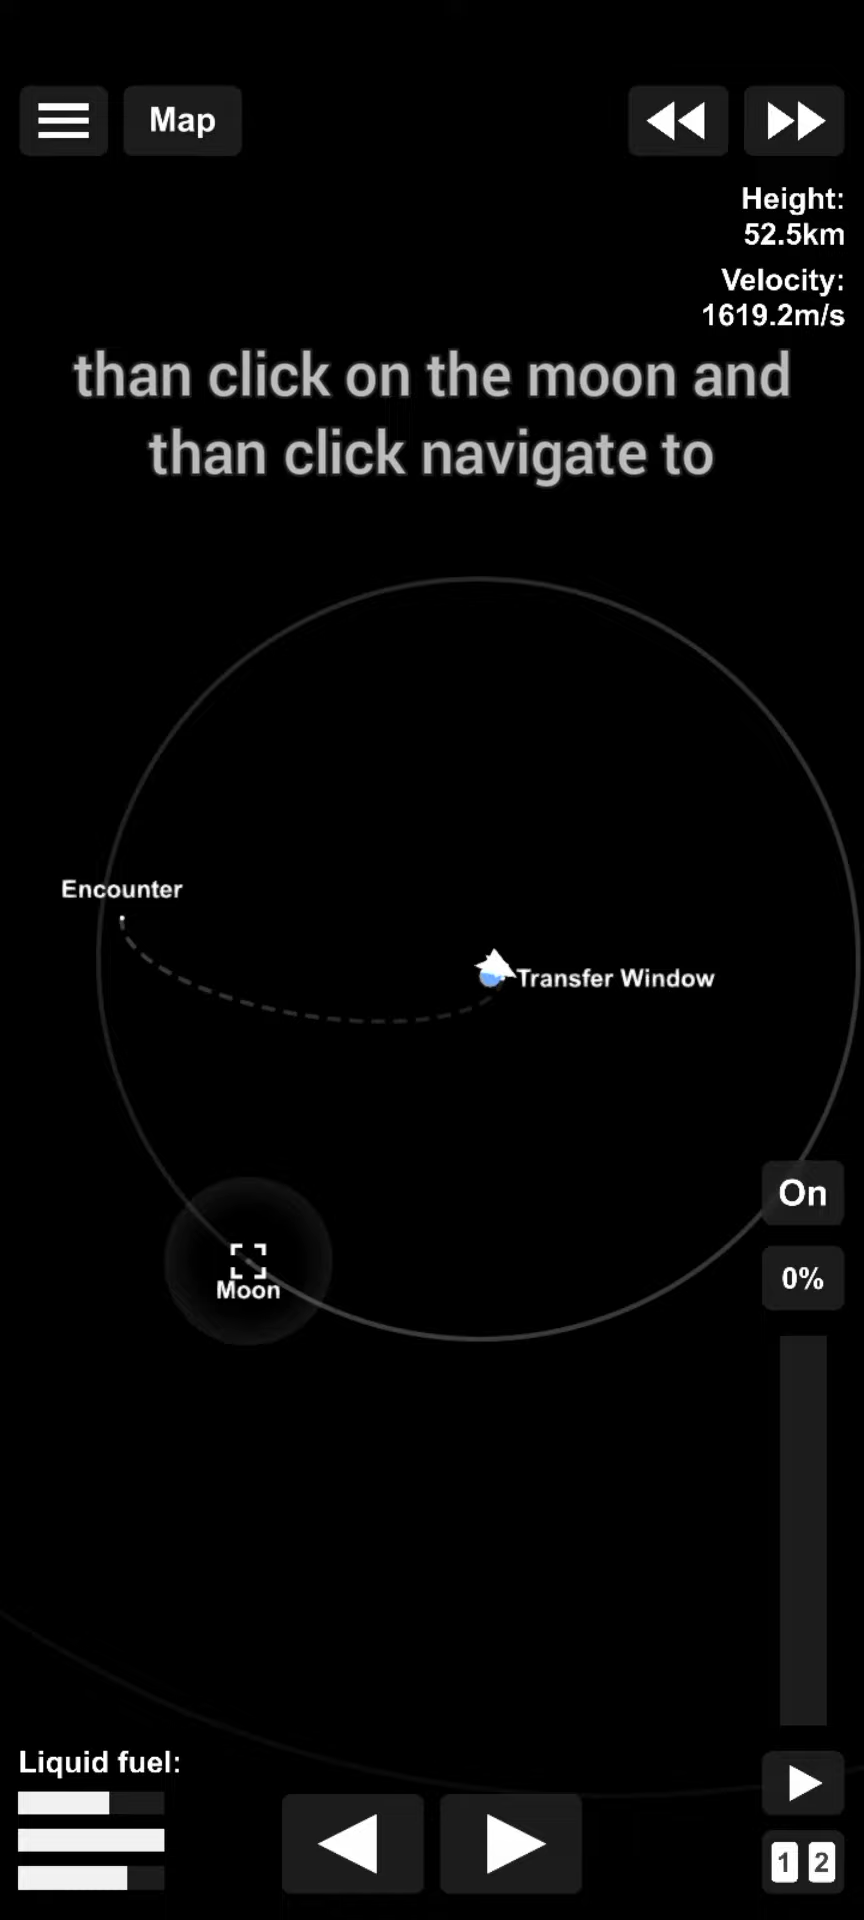 Map
Height:
52.5km
Velocity:
1619.2m/s
than click on the moon and
than click navigate to
Encounter
Transfer Window
Moon
On
0%
Liquid fuel:
1 2